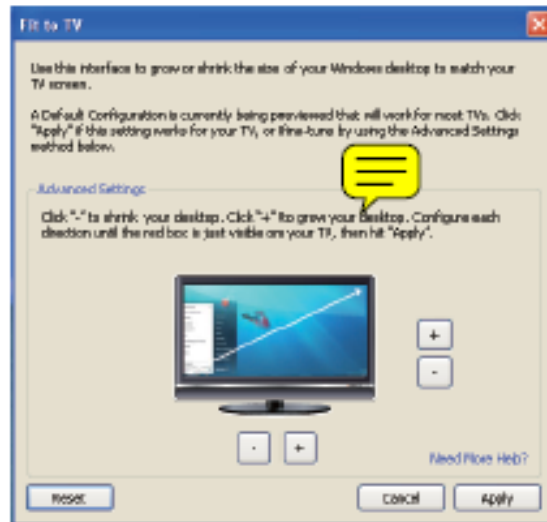 Fit to TV
Use this interface to grow or shrink the size of your Windows desktop to match your
TV screen.
A Default Configuration is currently being previewed that will work for most TVs. Click
"Apply" if this setting works for your TV, or fine-tune by using the Advanced Settings
method below.
Advanced Settings
Click "-" to shrink your desktop. Click "+" to grow your desktop. Configure each
direction until the red box is just visible on your TV, then hit "Apply".
+
-
- +
Need More Help?
Reset Cancel Apply